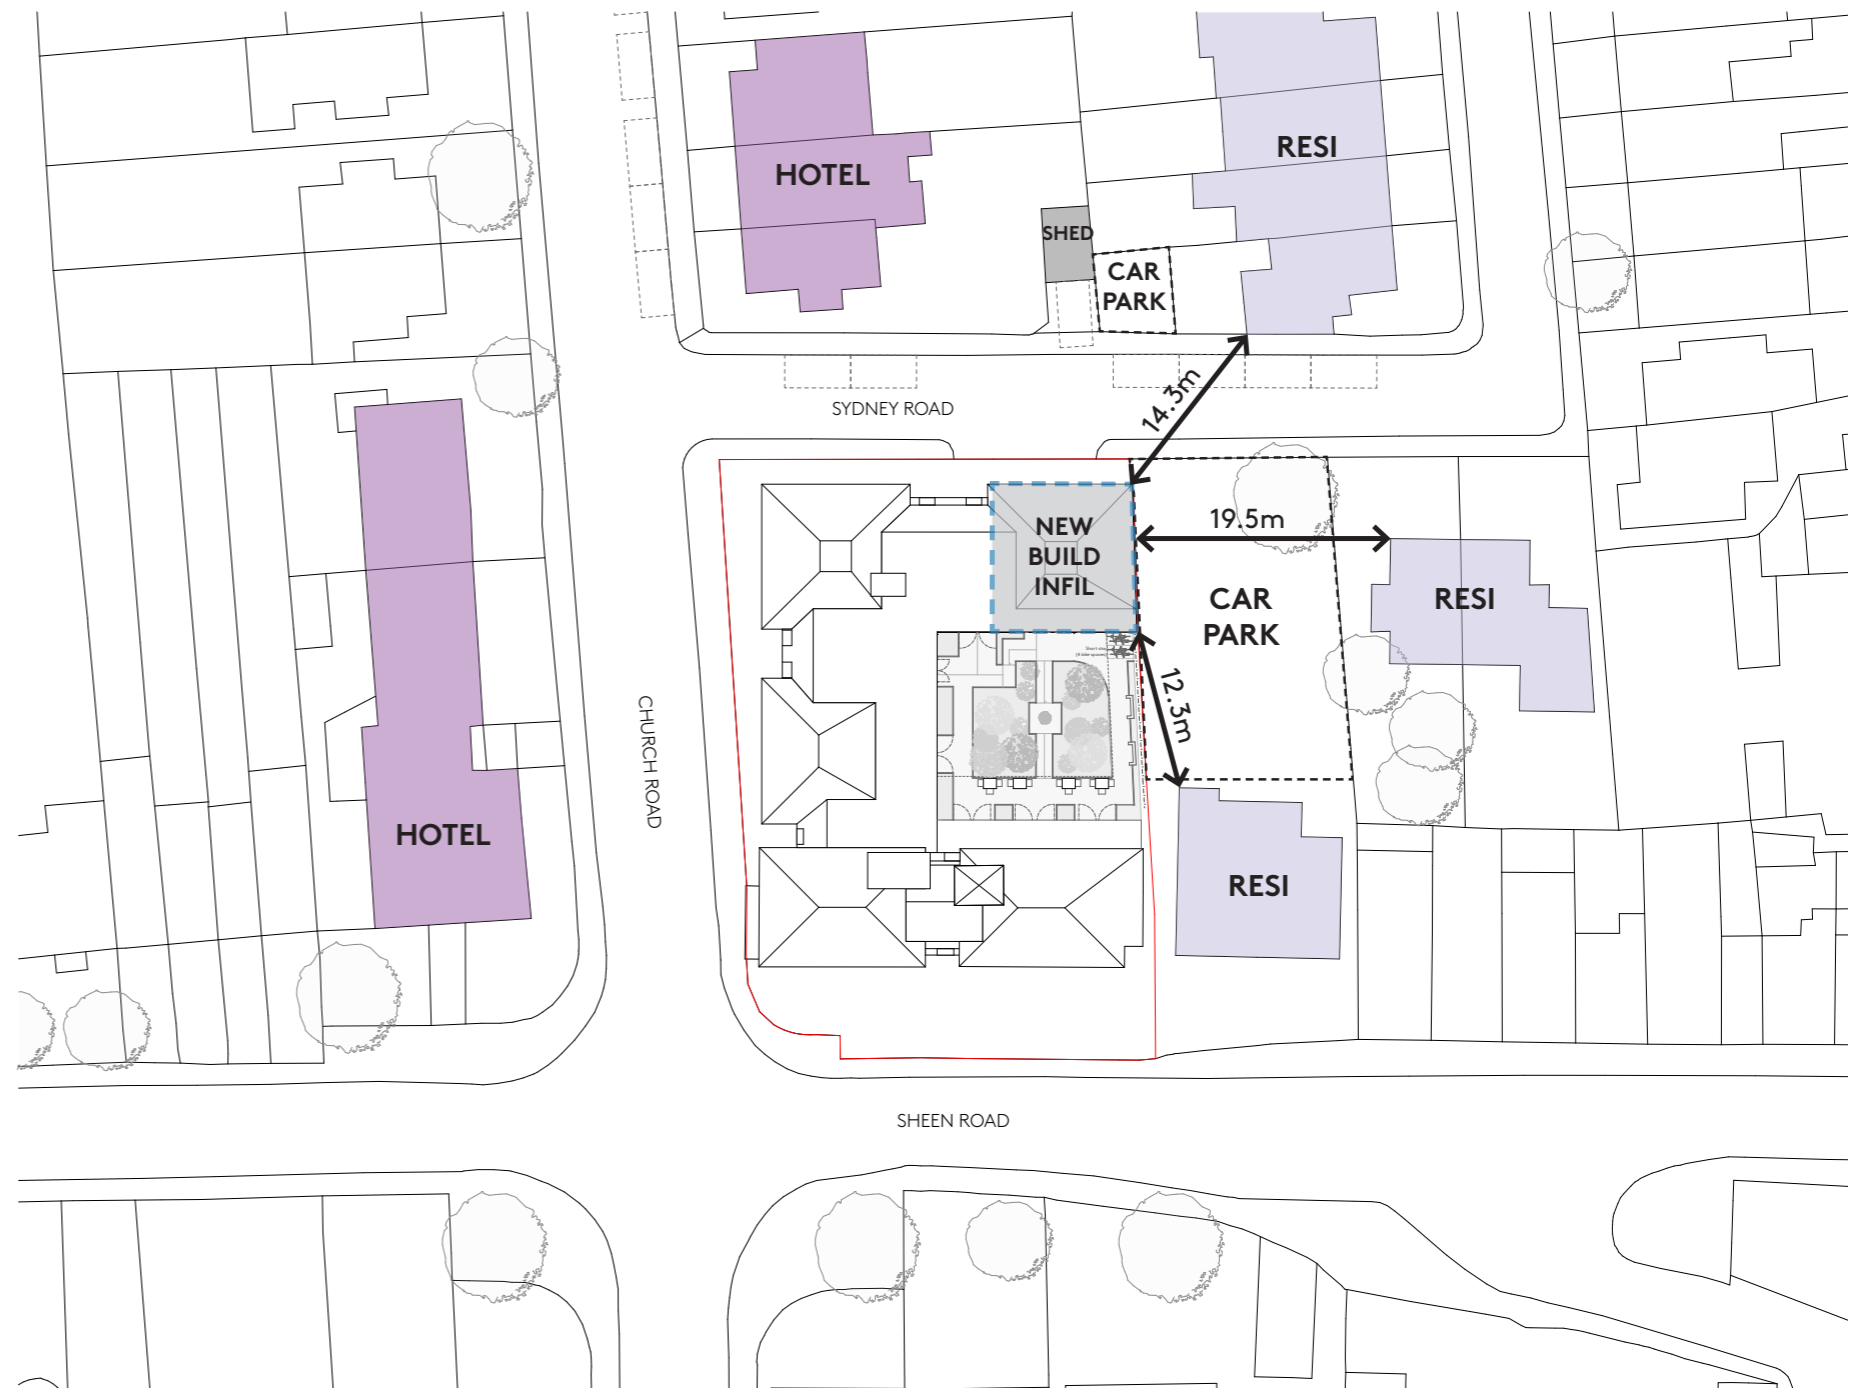 HOTEL
RESI
SHED
CAR
PARK
14.3m
SYDNEY ROAD
19.5m
NEW
BUILD
INFIL
CAR
PARK
RESI
12.3m
CHURCH ROAD
HOTEL
RESI
SHEEN ROAD